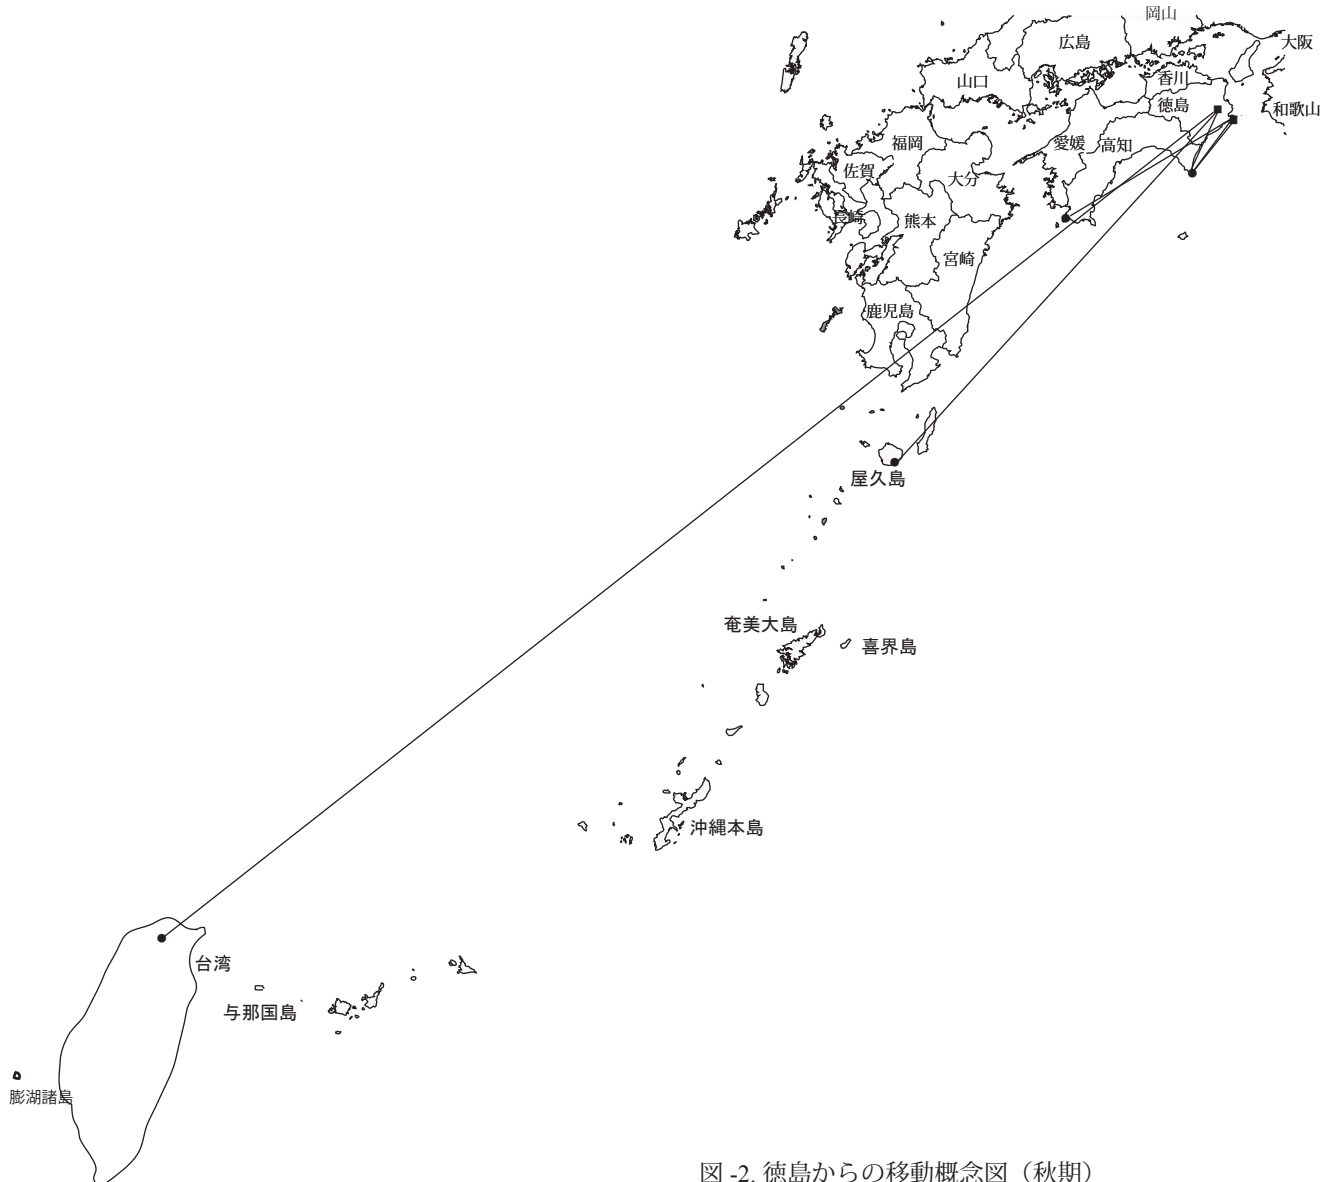 岡山
広島
大阪
山口
香川
徳島
和歌山
福岡
愛媛
高知
佐賀
大分
長崎
熊本
宮崎
鹿児島
屋久島
奄美大島
喜界島
沖縄本島
台湾
与那国島
膨湖諸島
図 -2. 徳島からの移動概念図（秋期）